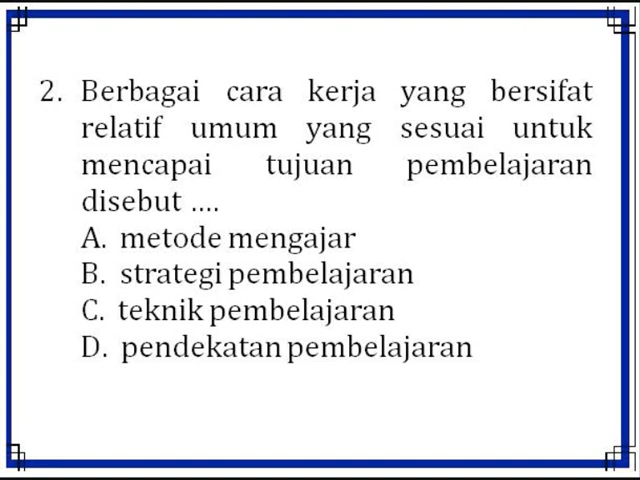 2. Berbagai cara kerja yang bersifat
relatif umum yang sesuai untuk
mencapai tujuan pembelajaran
disebut ....
A. metode mengajar
B. strategi pembelajaran
C. teknik pembelajaran
D. pendekatan pembelajaran